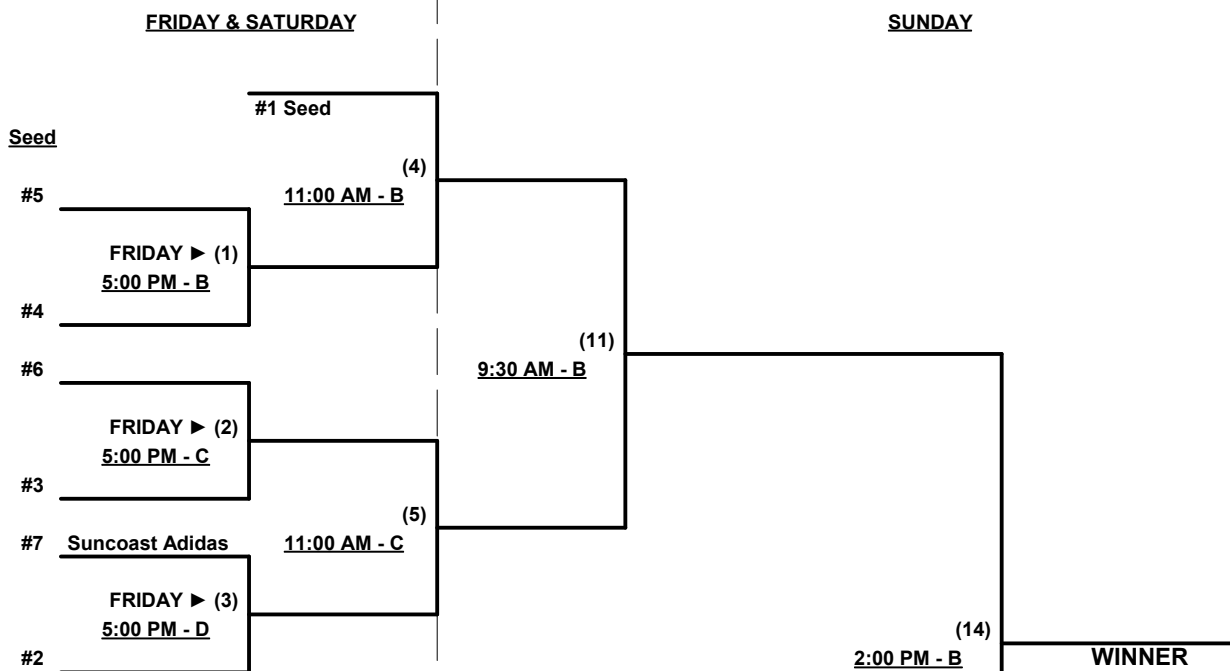 FRIDAY & SATURDAY
SUNDAY
#1 Seed
Seed
(4)
#5
11:00 AM - B
FRIDAY ► (1)
5:00 PM - B
#4
(11)
#6
9:30 AM - B
FRIDAY ► (2)
5:00 PM - C
#3
(5)
#7 Suncoast Adidas
11:00 AM - C
FRIDAY ► (3)
5:00 PM - D
(14)
#2
2:00 PM - B
WINNER